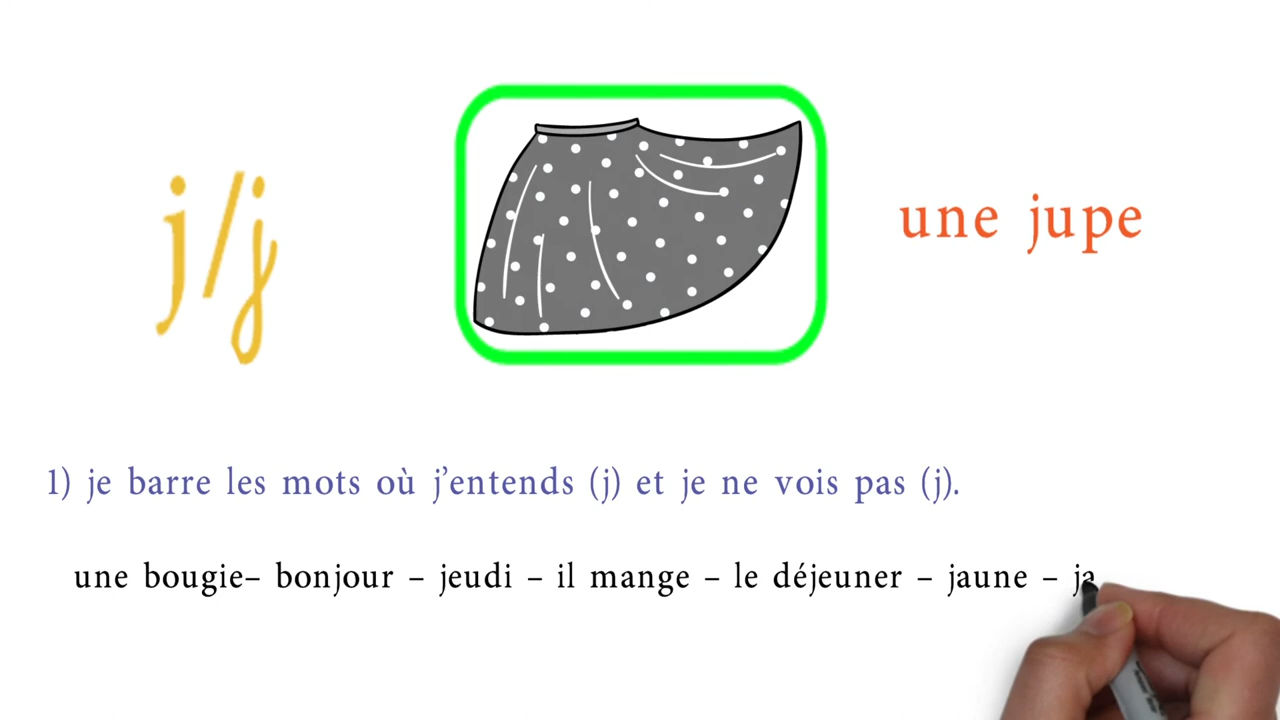 j/j
une jupe
1) je barre les mots où j'entends (j) et je ne vois pas (j).
une bougie– bonjour – jeudi – il mange – le déjeuner – jaune –